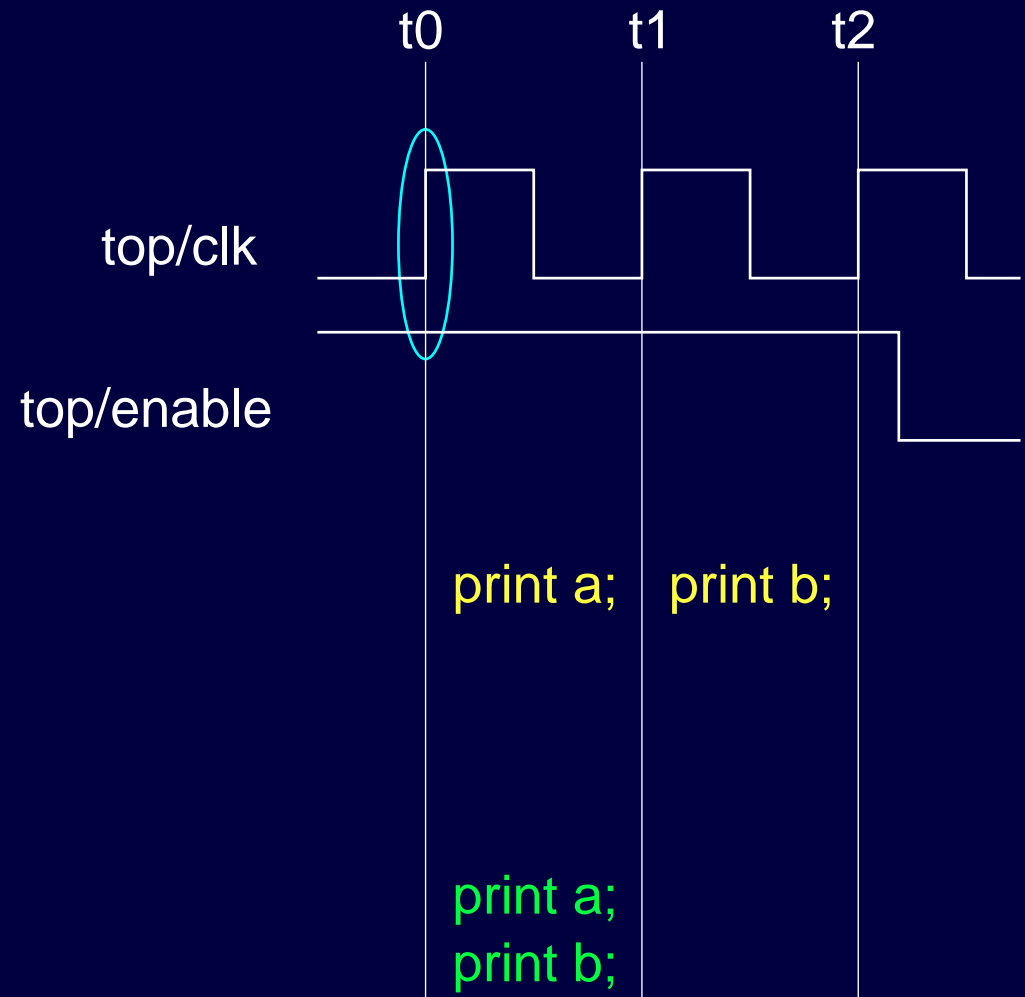 t0 t1 t2
top/clk
top/enable
print a; print b;
print a;
print b;